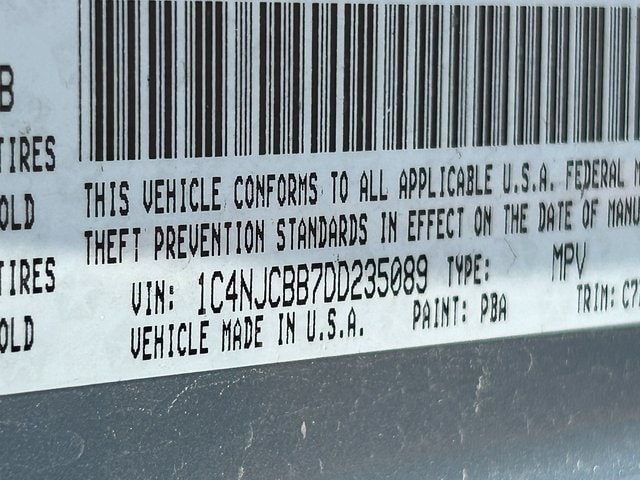 B
TIRES
OLD
TIRES
OLD
THIS VEHICLE CONFORMS TO ALL APPLICABLE U.S.A. FEDERAL M
THEFT PREVENTION STANDARDS IN EFFECT ON THE DATE OF MANU
VIN: 1C4NJCBB7DD235089 TYPE: MPV
VEHICLE MADE IN U.S.A. PAINT: PBA TRIM: C7